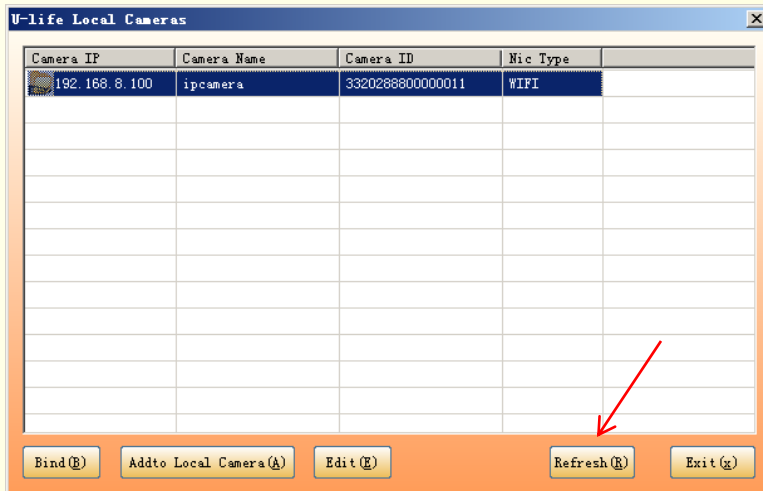 U-life Local Cameras
Camera IP Camera Name Camera ID Nic Type
192.168.8.100 ipcamera 3320288800000011 WIFI
Bind(B) Addto Local Camera(A) Edit(E) Refresh(R) Exit(x)